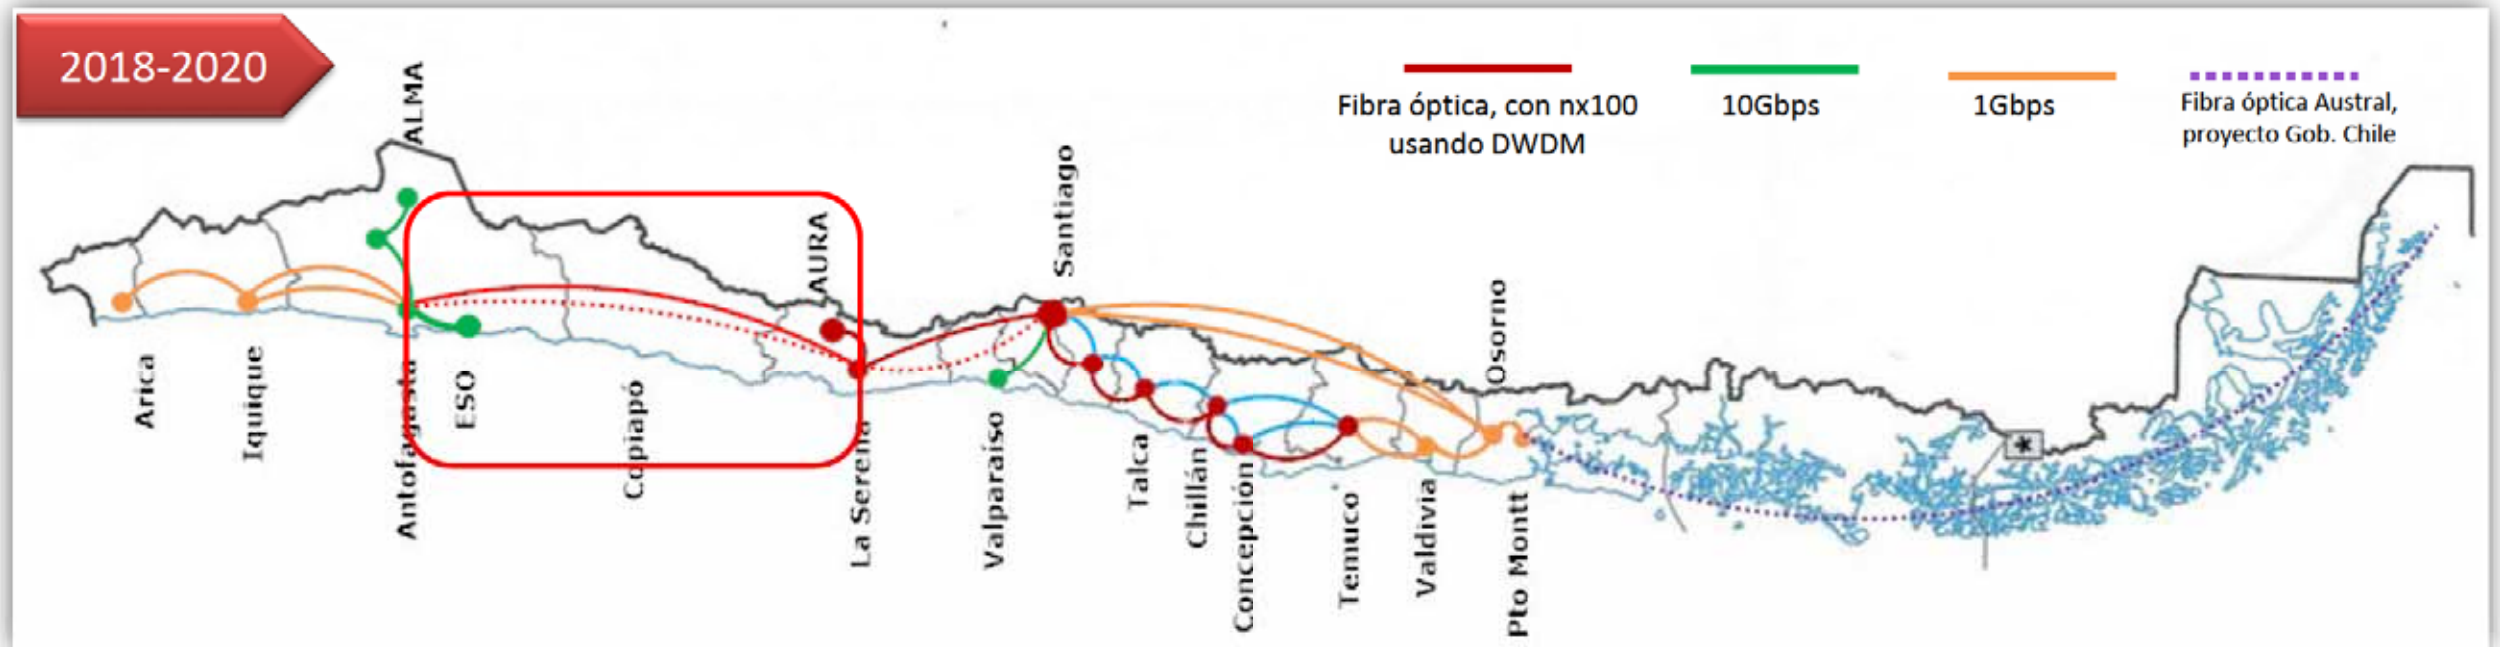 2018-2020
Fibra óptica, con nx100
usando DWDM
10Gbps
1Gbps
Fibra óptica Austral,
proyecto Gob. Chile
ALMA
AURA
Santiago
Osorno
Arica
Iquique
Antofagasta
ESO
Copiapó
La Serena
Valparaíso
Talca
Chillán
Concepción
Temuco
Valdivia
Pto Montt
*